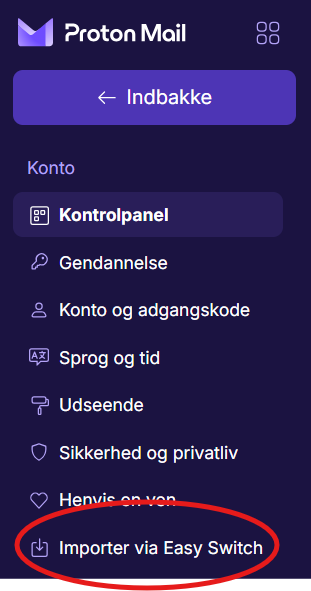 Proton Mail
Indbakke
Konto
Kontrolpanel
Gendannelse
Konto og adgangskode
Sprog og tid
Udseende
Sikkerhed og privatliv
Henvis en ven
Importer via Easy Switch